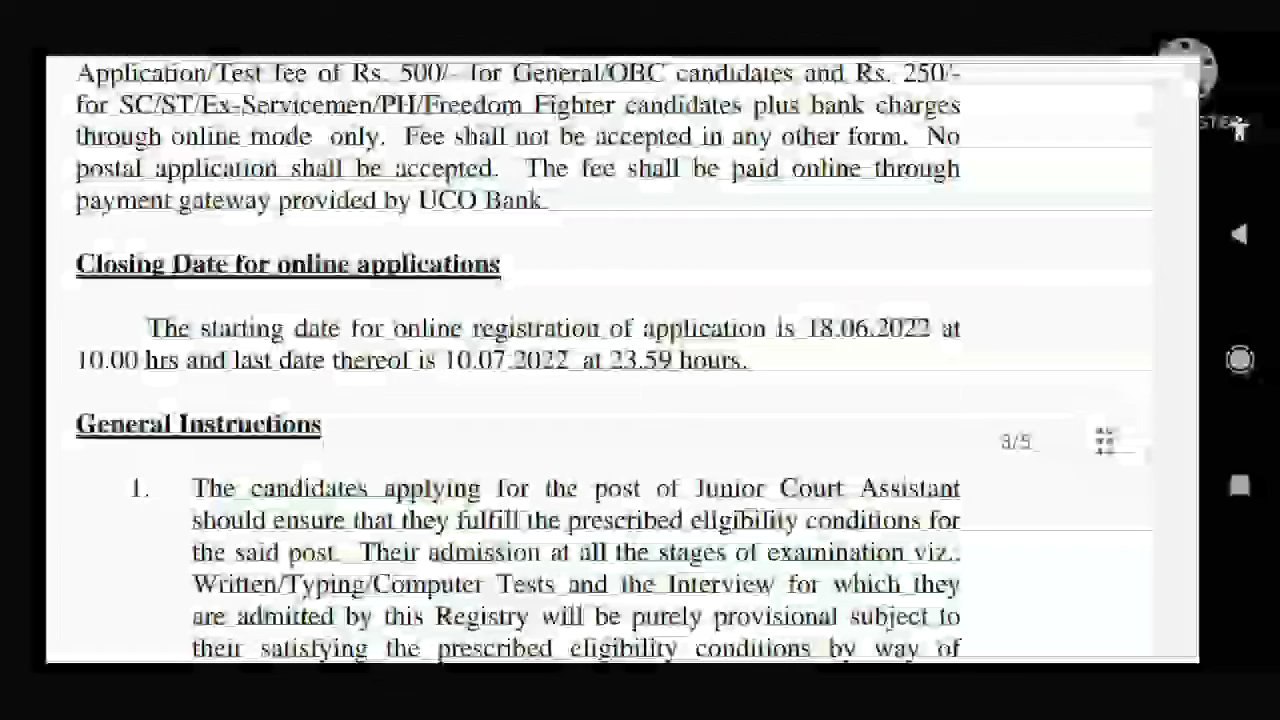 Application/Test fee of Rs. 500/- for General/OBC candidates and Rs. 250/-
for SC/ST/Ex-Servicemen/PH/Freedom Fighter candidates plus bank charges
through online mode only. Fee shall not be accepted in any other form. No
postal application shall be accepted. The fee shall be paid online through
payment gateway provided by UCO Bank.
Closing Date for online applications
The starting date for online registration of application is 18.06.2022 at
10.00 hrs and last date thereof is 10.07.2022 at 23.59 hours.
General Instructions
3/5
1. The candidates applying for the post of Junior Court Assistant
should ensure that they fulfill the prescribed eligibility conditions for
the said post. Their admission at all the stages of examination viz.,
Written/Typing/Computer Tests and the Interview for which they
are admitted by this Registry will be purely provisional subject to
their satisfying the prescribed eligibility conditions by way of